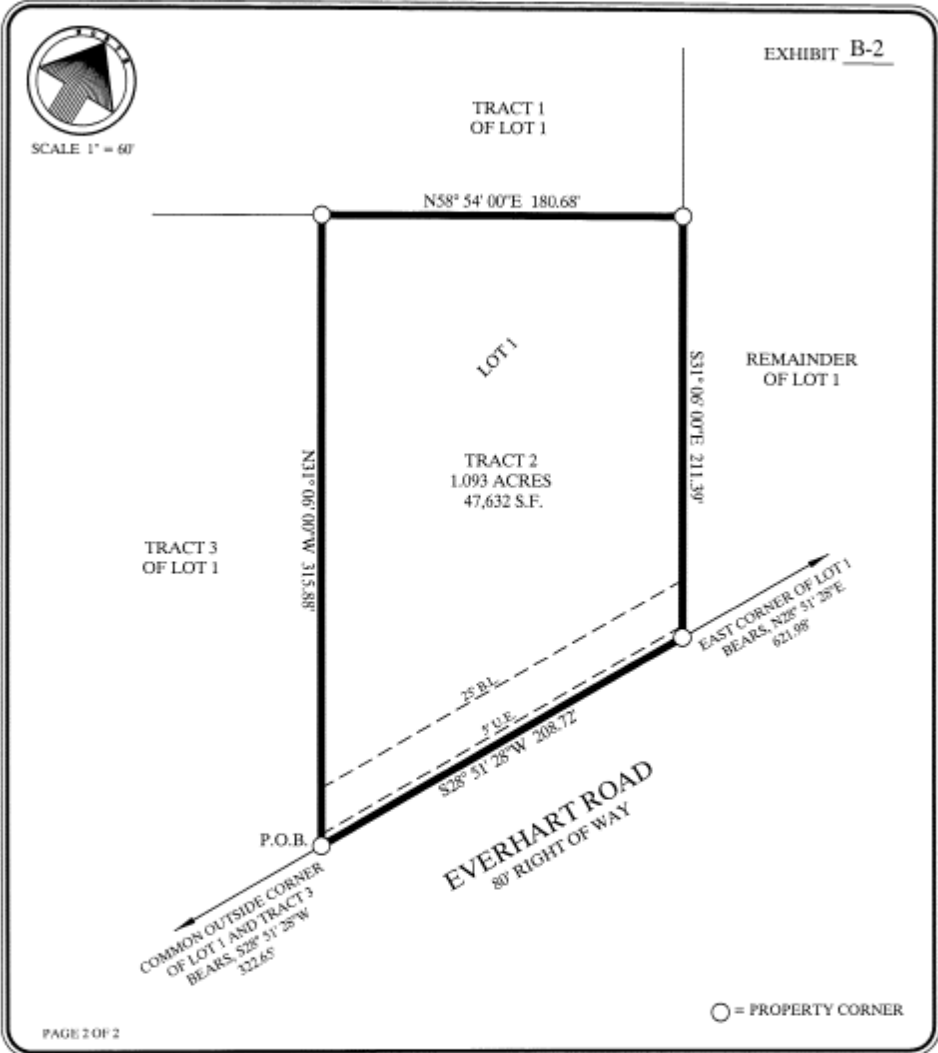 EXHIBIT B-2
NORTH
SCALE 1" = 60'
TRACT 1
OF LOT 1
N58° 54' 00"E 180.68'
LOT 1
S31° 06' 00"E 211.39'
REMAINDER
OF LOT 1
N31° 06' 00"W 315.88'
TRACT 2
1.093 ACRES
47,632 S.F.
TRACT 3
OF LOT 1
EAST CORNER OF LOT 1
BEARS, N28° 51' 28"E
621.98'
25' B.L.
5' U.E.
S28° 51' 28"W 208.72'
EVERHART ROAD
80' RIGHT OF WAY
P.O.B.
COMMON OUTSIDE CORNER
OF LOT 1 AND TRACT 3
BEARS, S28° 51' 28"W
322.65'
= PROPERTY CORNER
PAGE 2 OF 2